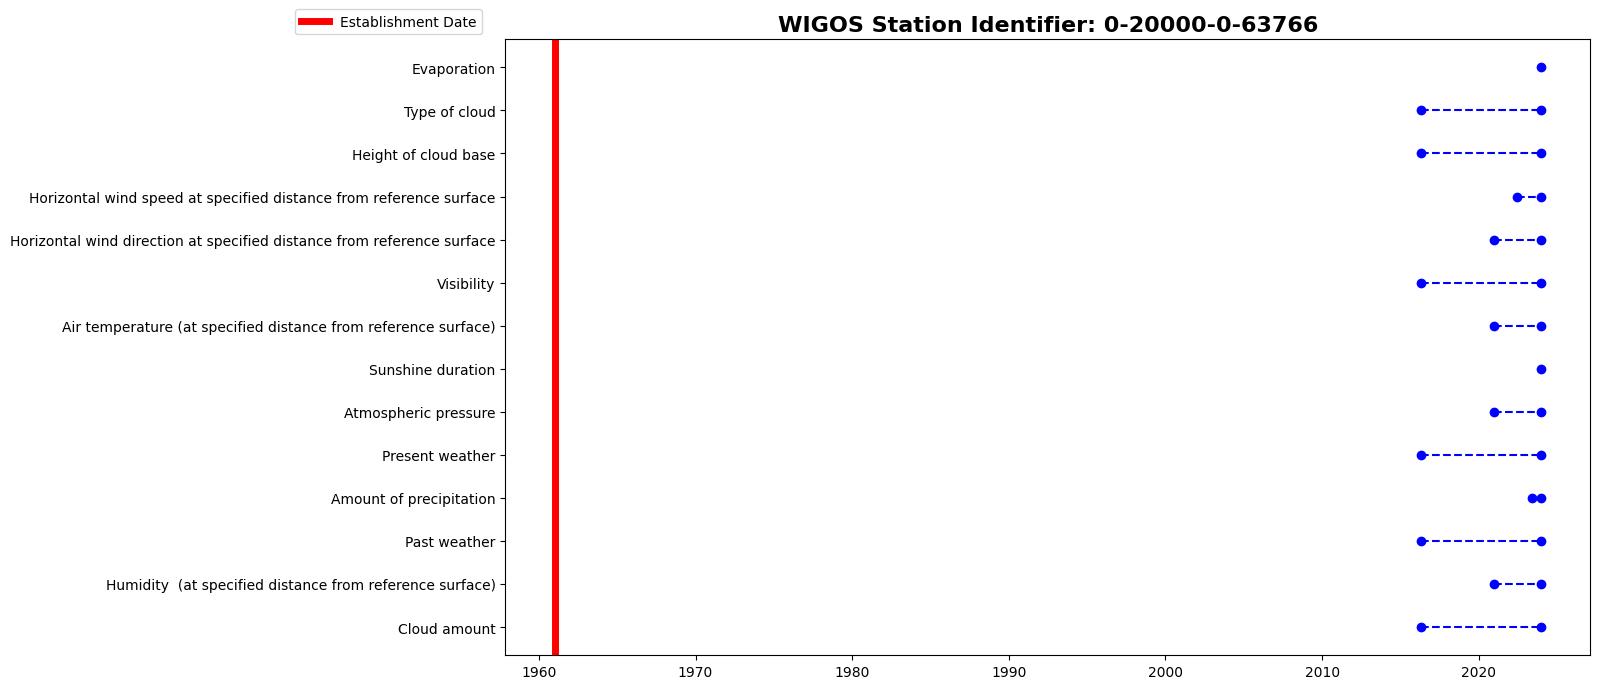 Establishment Date
WIGOS Station Identifier: 0-20000-0-63766
Evaporation
Type of cloud
Height of cloud base
Horizontal wind speed at specified distance from reference surface
Horizontal wind direction at specified distance from reference surface
Visibility
Air temperature (at specified distance from reference surface)
Sunshine duration
Atmospheric pressure
Present weather
Amount of precipitation
Past weather
Humidity  (at specified distance from reference surface)
Cloud amount
1960 1970 1980 1990 2000 2010 2020